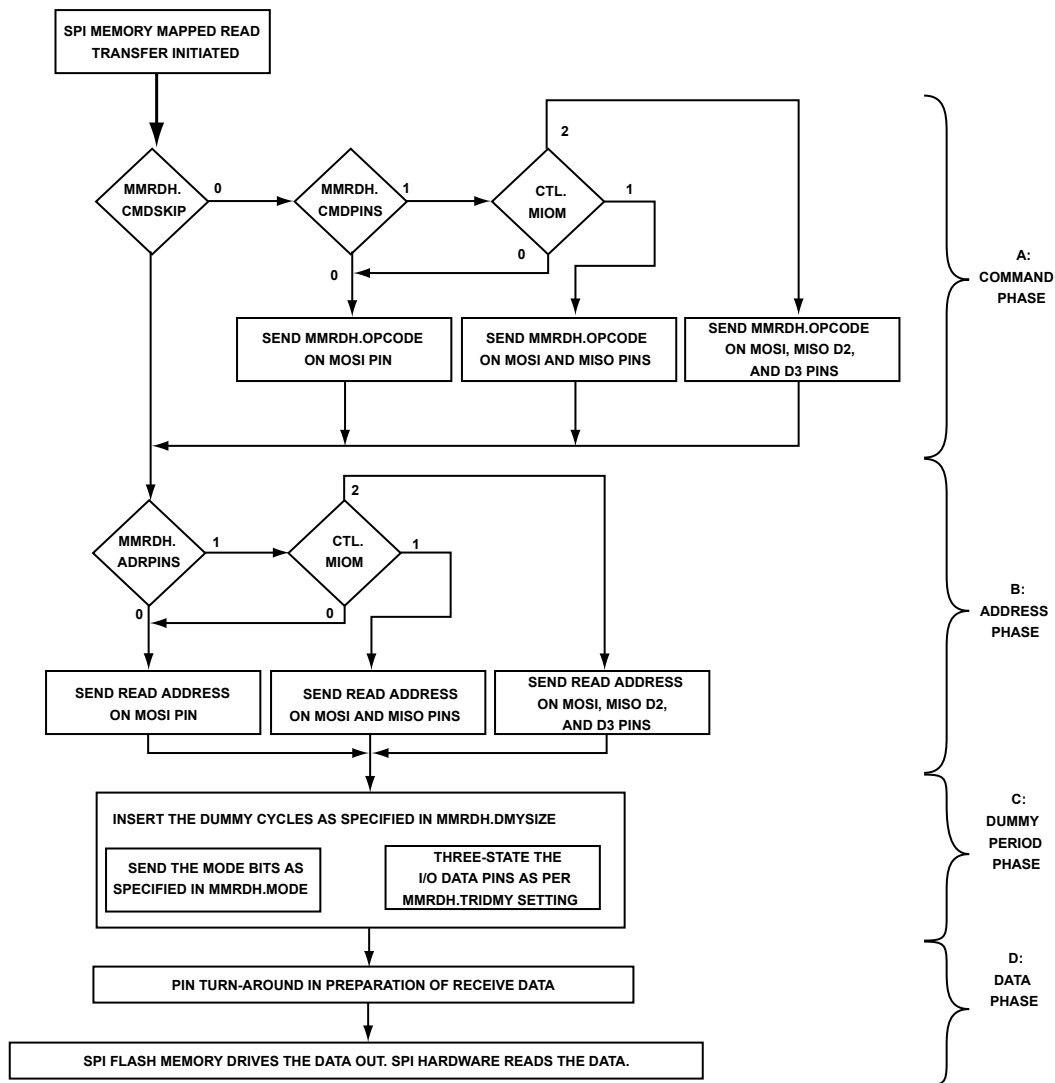 SPI MEMORY MAPPED READ
TRANSFER INITIATED
MMRDH.
CMDSKIP
0
MMRDH.
CMDPINS
1
0
CTL.
MIOM
2
1
0
SEND MMRDH.OPCODE
ON MOSI PIN
SEND MMRDH.OPCODE
ON MOSI AND MISO PINS
SEND MMRDH.OPCODE
ON MOSI, MISO D2,
AND D3 PINS
A:
COMMAND
PHASE
MMRDH.
ADRPINS
1
0
CTL.
MIOM
2
1
0
SEND READ ADDRESS
ON MOSI PIN
SEND READ ADDRESS
ON MOSI AND MISO PINS
SEND READ ADDRESS
ON MOSI, MISO D2,
AND D3 PINS
B:
ADDRESS
PHASE
INSERT THE DUMMY CYCLES AS SPECIFIED IN MMRDH.DMYSIZE
SEND THE MODE BITS AS
SPECIFIED IN MMRDH.MODE
THREE-STATE THE
I/O DATA PINS AS PER
MMRDH.TRIDMY SETTING
C:
DUMMY
PERIOD
PHASE
PIN TURN-AROUND IN PREPARATION OF RECEIVE DATA
SPI FLASH MEMORY DRIVES THE DATA OUT. SPI HARDWARE READS THE DATA.
D:
DATA
PHASE